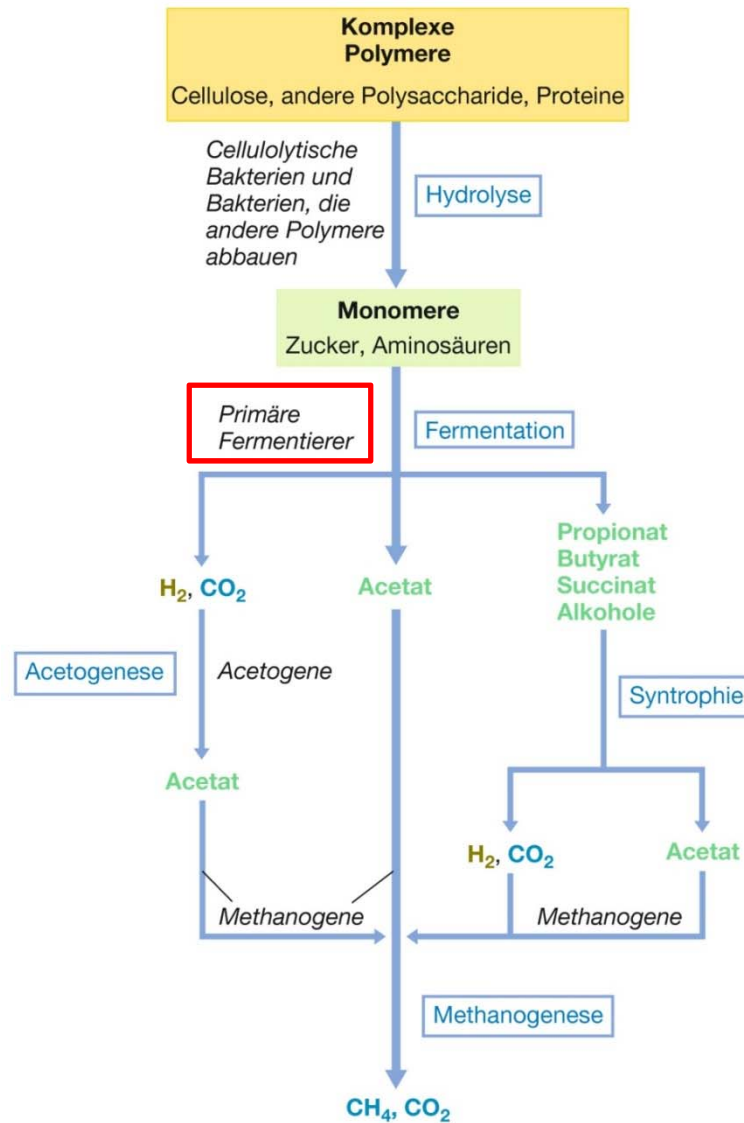 Komplexe
Polymere
Cellulose, andere Polysaccharide, Proteine
Cellulolytische
Bakterien und
Bakterien, die
andere Polymere
abbauen
Hydrolyse
Monomere
Zucker, Aminosäuren
Primäre
Fermentierer
Fermentation
H₂, CO₂
Acetat
Propionat
Butyrat
Succinat
Alkohole
Acetogenese
Acetogene
Syntrophie
Acetat
H₂, CO₂
Acetat
Methanogene
Methanogene
Methanogenese
CH₄, CO₂